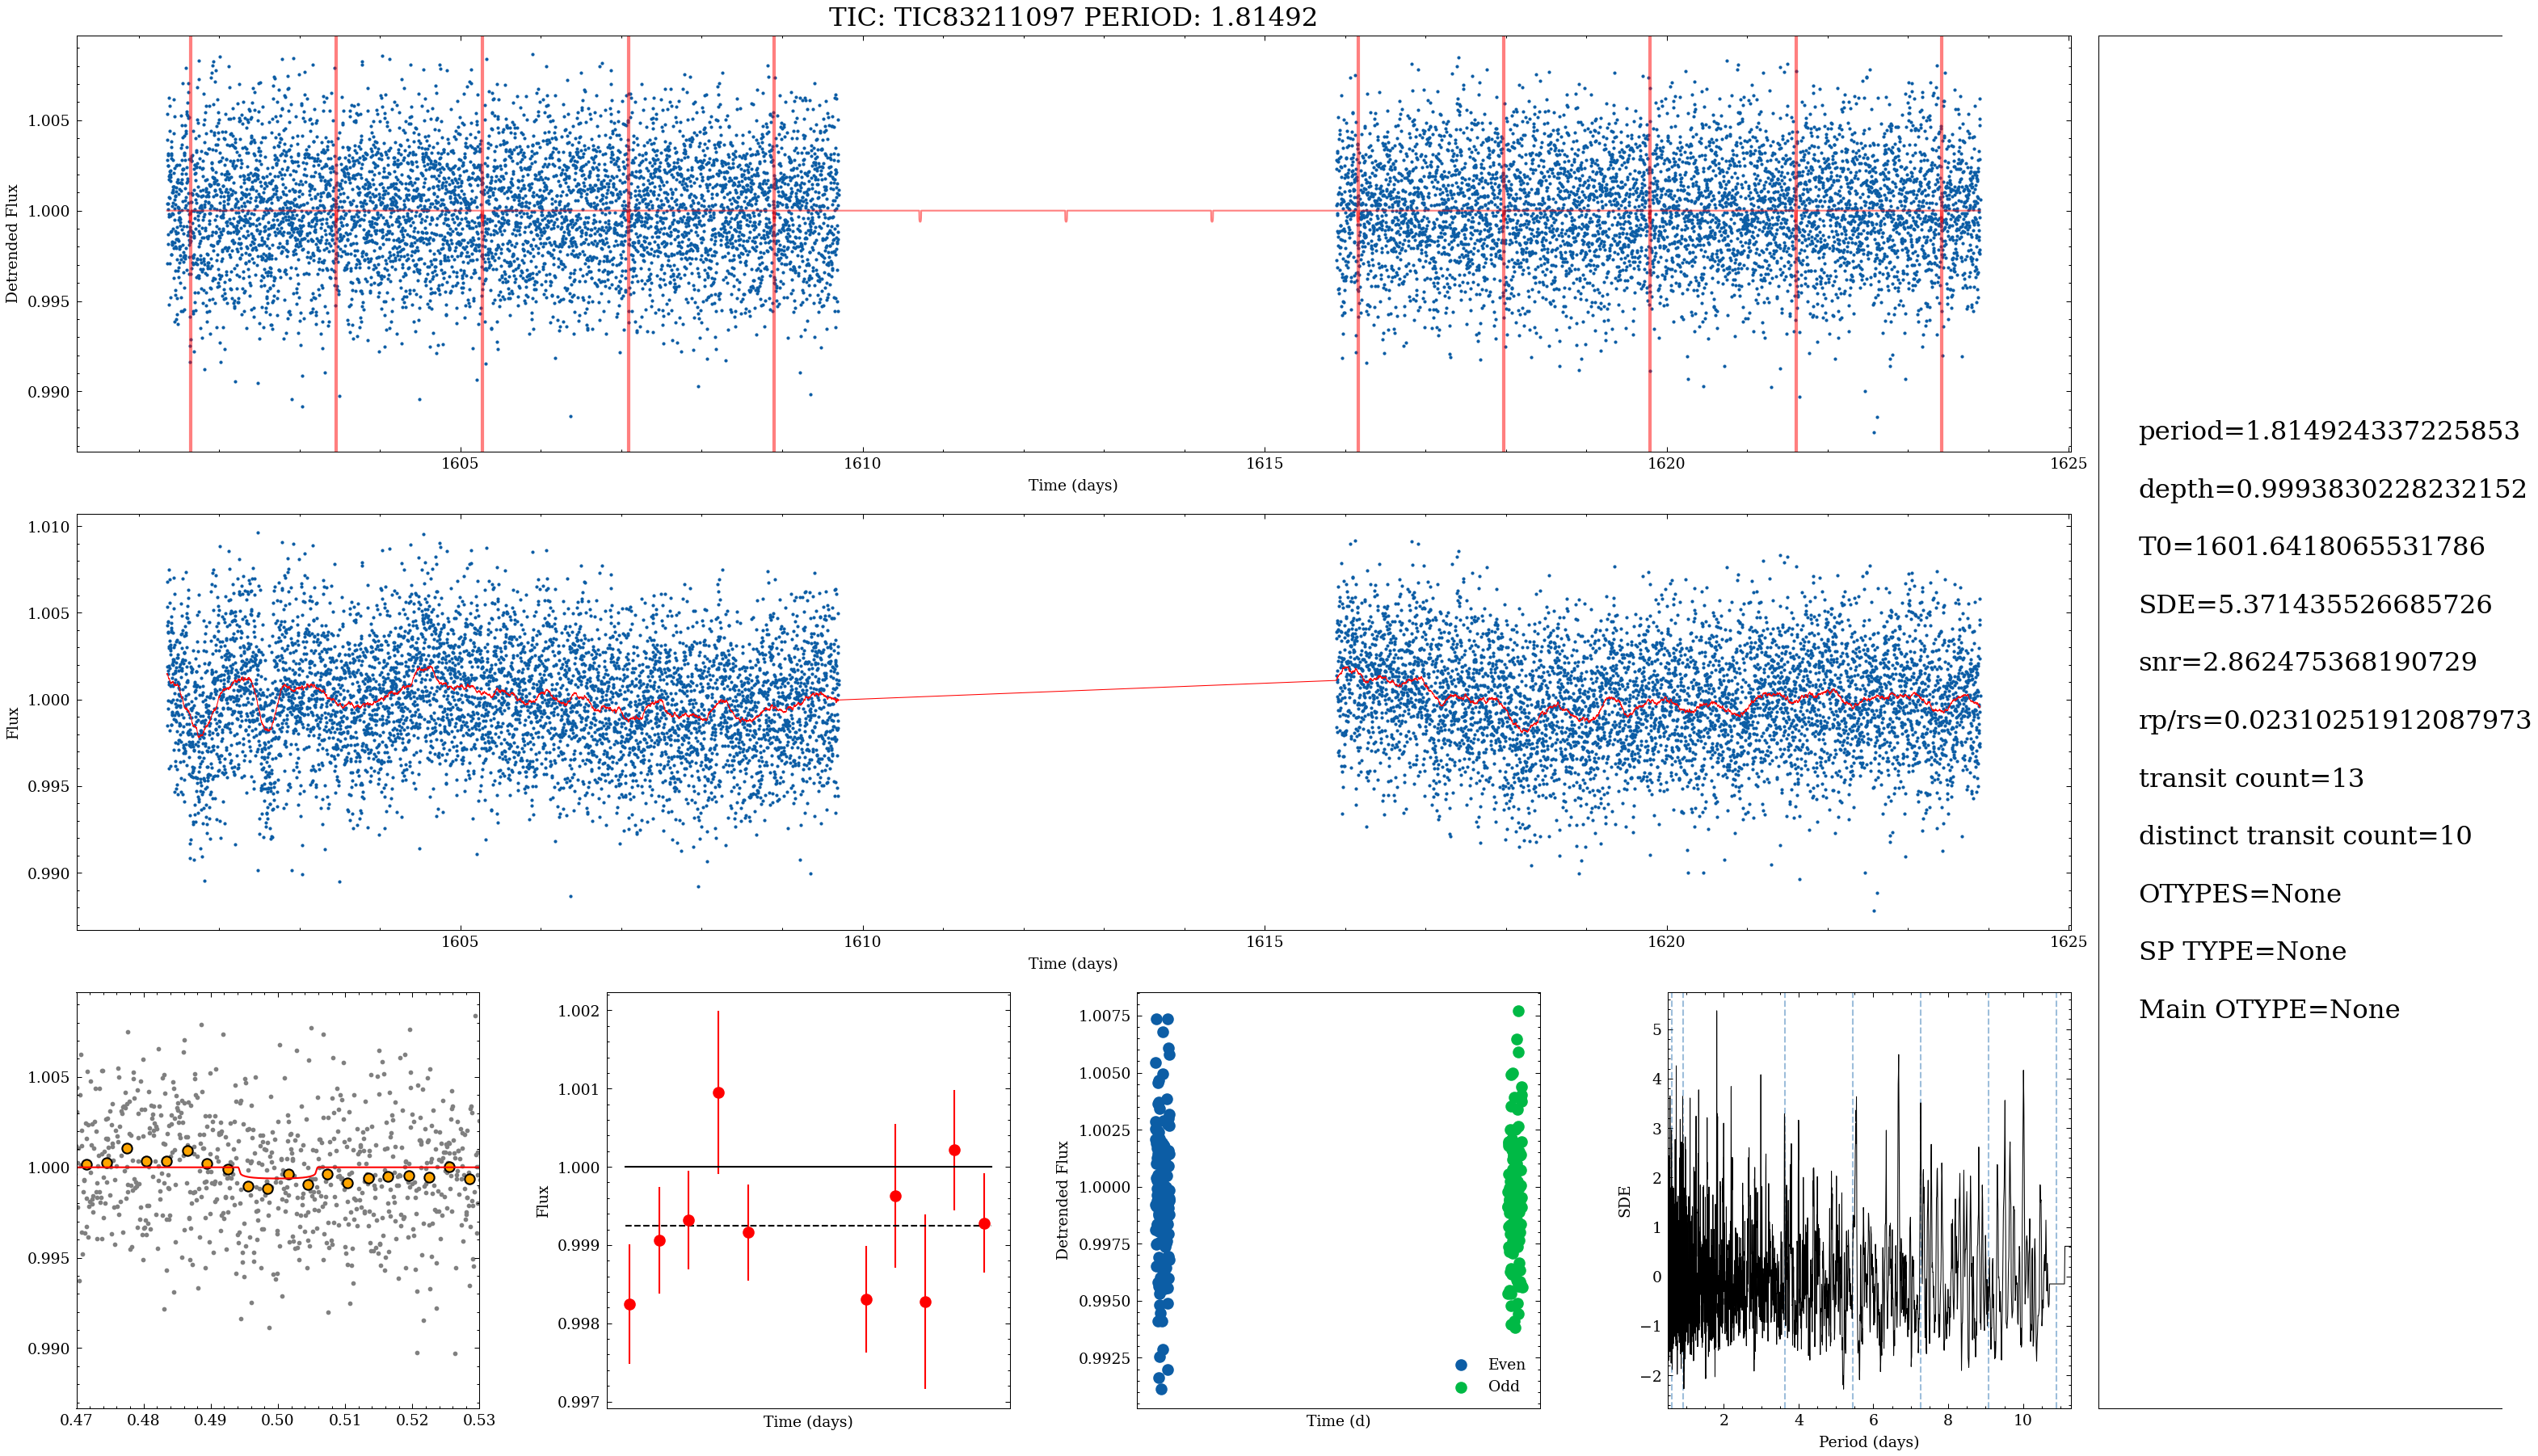 TIC: TIC83211097 PERIOD: 1.81492
Detrended Flux
1.005
1.000
0.995
0.990
1605
1610
1615
1620
1625
Time (days)
Flux
1.010
1.005
1.000
0.995
0.990
1605
1610
1615
1620
1625
Time (days)
1.005
1.000
0.995
0.990
0.47
0.48
0.49
0.50
0.51
0.52
0.53
Flux
1.002
1.001
1.000
0.999
0.998
0.997
Time (days)
Detrended Flux
1.0075
1.0050
1.0025
1.0000
0.9975
0.9950
0.9925
Even
Odd
Time (d)
SDE
5
4
3
2
1
0
−1
−2
2
4
6
8
10
Period (days)
period=1.814924337225853
depth=0.9993830228232152
T0=1601.6418065531786
SDE=5.371435526685726
snr=2.862475368190729
rp/rs=0.02310251912087973
transit count=13
distinct transit count=10
OTYPES=None
SP TYPE=None
Main OTYPE=None